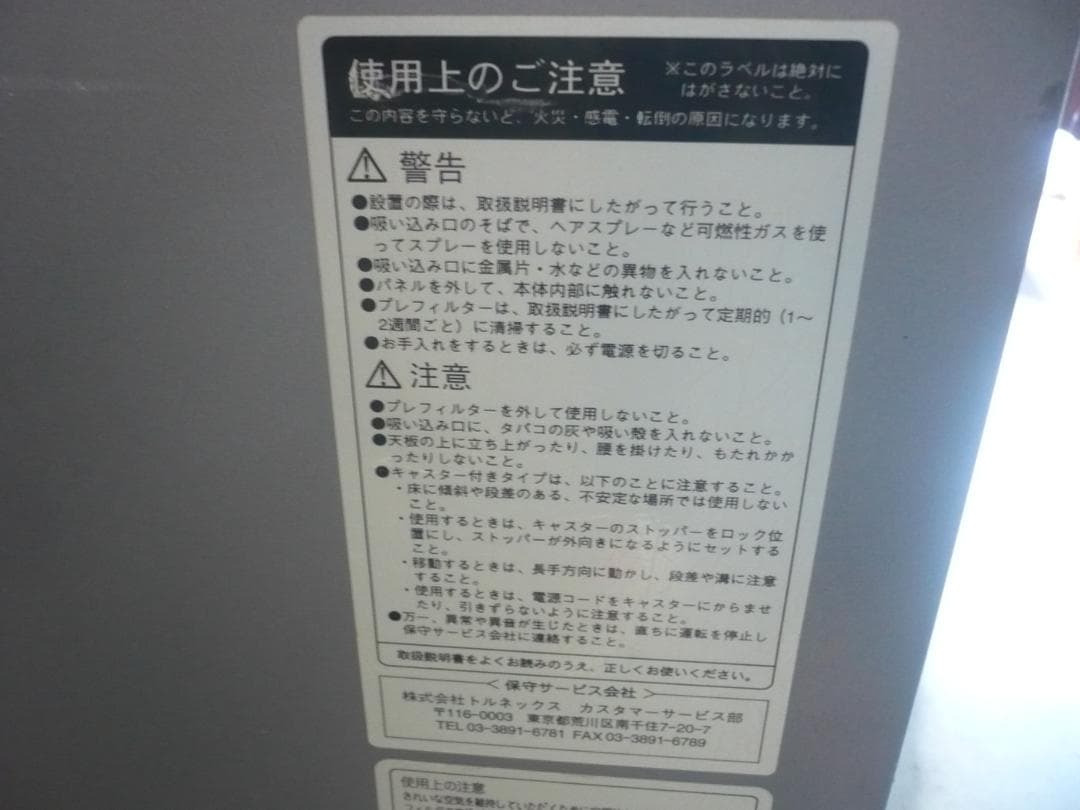 使用上のご注意
※このラベルは絶対に
はがさないこと。
この内容を守らないと、火災・感電・転倒の原因になります。
警告
●設置の際は、取扱説明書にしたがって行うこと。
●吸い込み口のそばで、ヘアスプレーなど可燃性ガスを使
ってスプレーを使用しないこと。
●吸い込み口に金属片・水などの異物を入れないこと。
●パネルを外して、本体内部に触れないこと。
●プレフィルターは、取扱説明書にしたがって定期的（1～
2週間ごと）に清掃すること。
●お手入れをするときは、必ず電源を切ること。
注意
●プレフィルターを外して使用しないこと。
●吸い込み口に、タバコの灰や吸い殻を入れないこと。
●天板の上に立ち上がったり、腰を掛けたり、もたれかか
ったりしないこと。
●キャスター付きタイプは、以下のことに注意すること。
・床に傾斜や段差のある、不安定な場所では使用しない
こと。
・使用するときは、キャスターのストッパーをロック位
置にし、ストッパーが外向きになるようにセットする
こと。
・移動するときは、長手方向に動かし、段差や溝に注意
すること。
・使用するときは、電源コードをキャスターにからませ
たり、引きずらないように注意すること。
●万一、異常や異音が生じたときは、直ちに運転を停止し
保守サービス会社に連絡すること。
取扱説明書をよくお読みのうえ、正しくお使いください。
＜ 保守サービス会社 ＞
株式会社トルネックス カスタマーサービス部
〒116-0003 東京都荒川区南千住7-20-7
TEL 03-3891-6781 FAX 03-3891-6789
使用上の注意
きれいな空気を維持していただくために